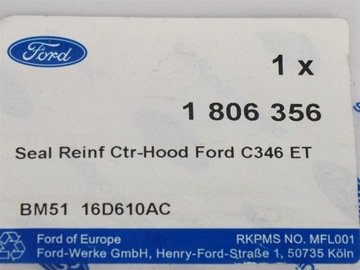 Ford
1 x
1 806 356
Seal Reinf Ctr-Hood Ford C346 ET
BM51 16D610AC
Ford of Europe RKPMS NO. MFL001
Ford-Werke GmbH, Henry-Ford-Straße 1, 50735 Köln